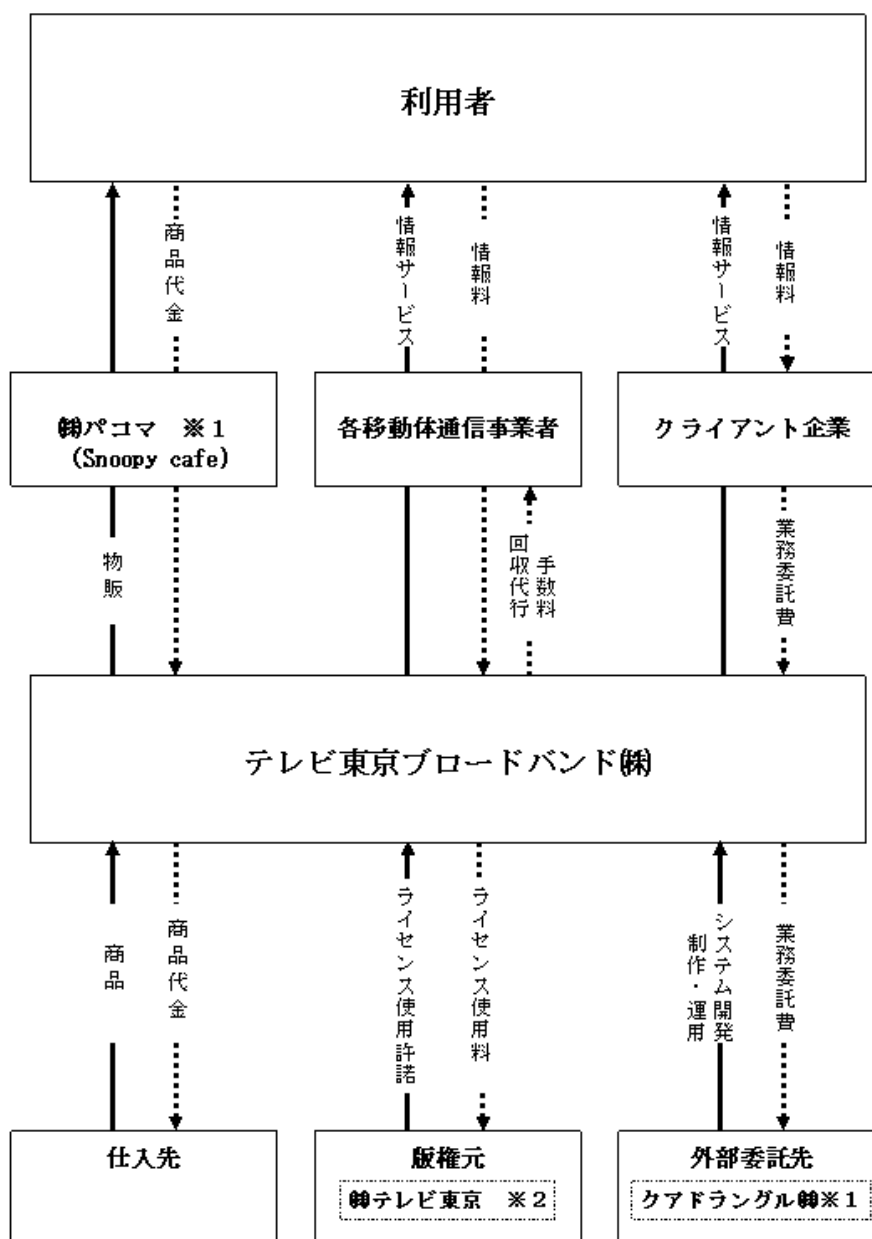 利用者
商品代金
情報サービス
情報料
情報サービス
情報料
㈱パコマ ※1
(Snoopy cafe)
各移動体通信事業者
クライアント企業
物販
手数料
回収代行
業務委託費
テレビ東京ブロードバンド㈱
商品
商品代金
ライセンス使用許諾
ライセンス使用料
システム開発
制作・運用
業務委託費
仕入先
版権元
㈱テレビ東京 ※2
外部委託先
クアドラングル㈱※1